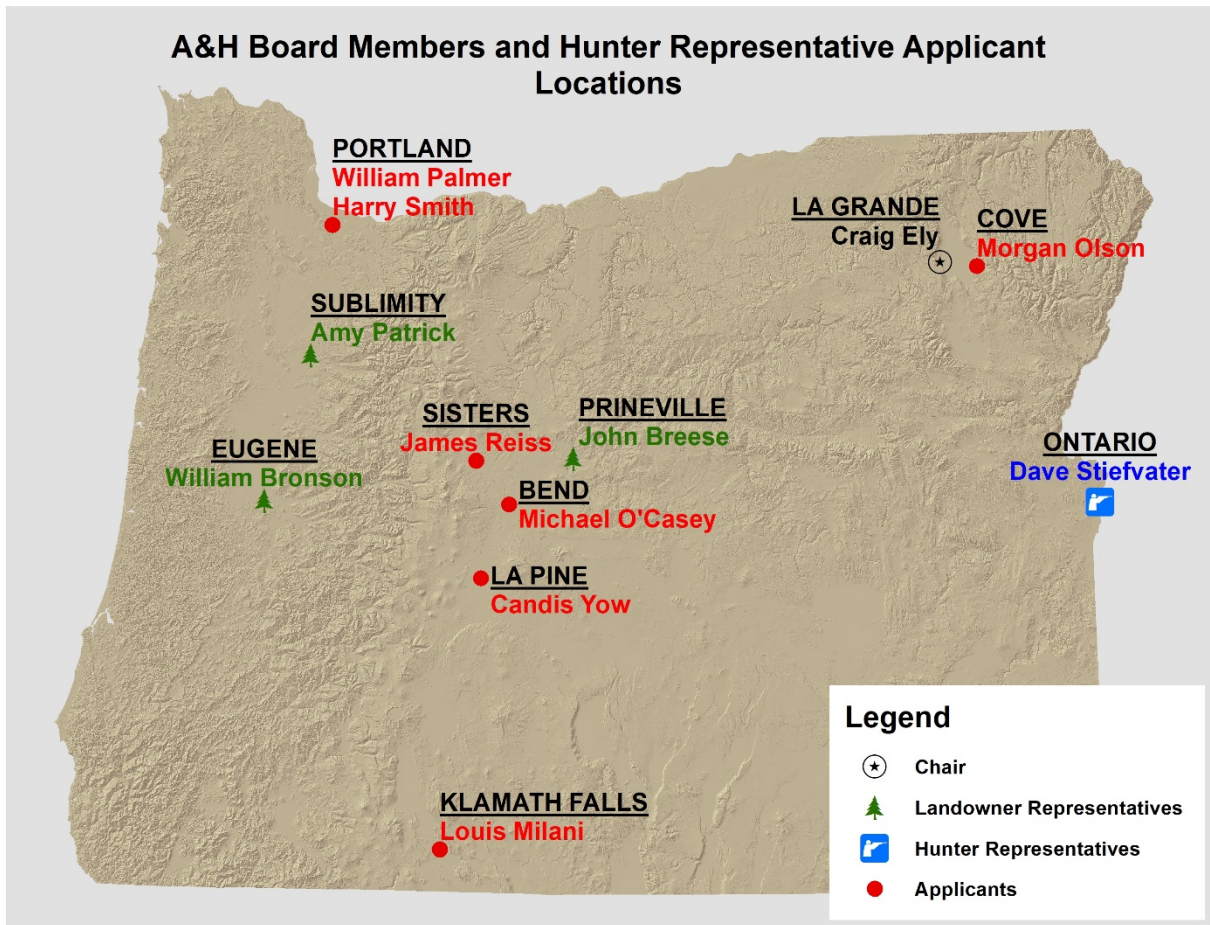 A&H Board Members and Hunter Representative Applicant
Locations
PORTLAND
William Palmer
Harry Smith
LA GRANDE
Craig Ely
COVE
Morgan Olson
SUBLIMITY
Amy Patrick
SISTERS
James Reiss
PRINEVILLE
John Breese
EUGENE
William Bronson
ONTARIO
Dave Stiefvater
BEND
Michael O'Casey
LA PINE
Candis Yow
KLAMATH FALLS
Louis Milani
Legend
Chair
Landowner Representatives
Hunter Representatives
Applicants